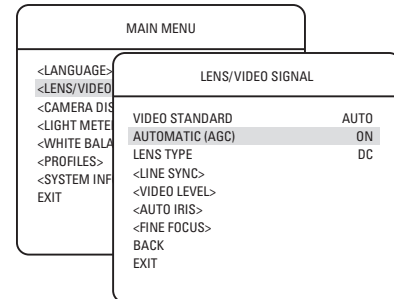 MAIN MENU
<LANGUAGE>
<LENS/VIDEO
<CAMERA DIS
<LIGHT METE
<WHITE BALA
<PROFILES>
<SYSTEM INF
EXIT
LENS/VIDEO SIGNAL
VIDEO STANDARD AUTO
AUTOMATIC (AGC) ON
LENS TYPE DC
<LINE SYNC>
<VIDEO LEVEL>
<AUTO IRIS>
<FINE FOCUS>
BACK
EXIT